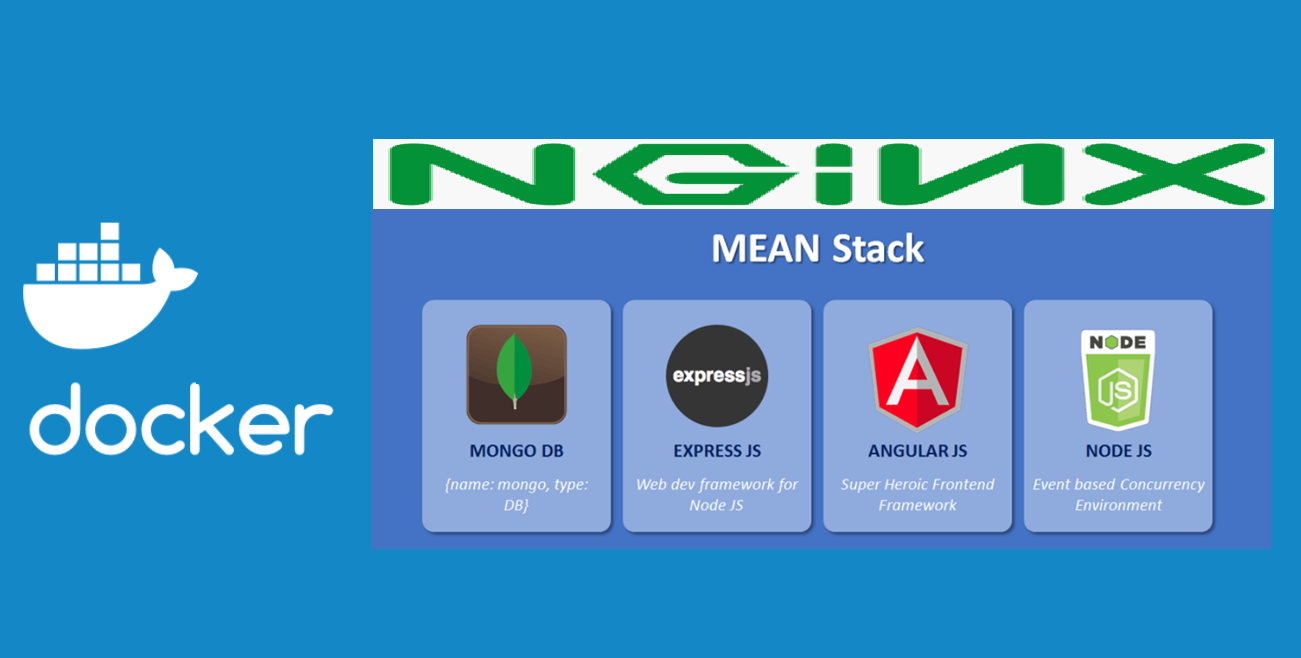 docker
NGiNX
MEAN Stack
MONGO DB
{name: mongo, type:
DB}
expressjs
EXPRESS JS
Web dev framework for
Node JS
A
ANGULAR JS
Super Heroic Frontend
Framework
NODE
JS
NODE JS
Event based Concurrency
Environment